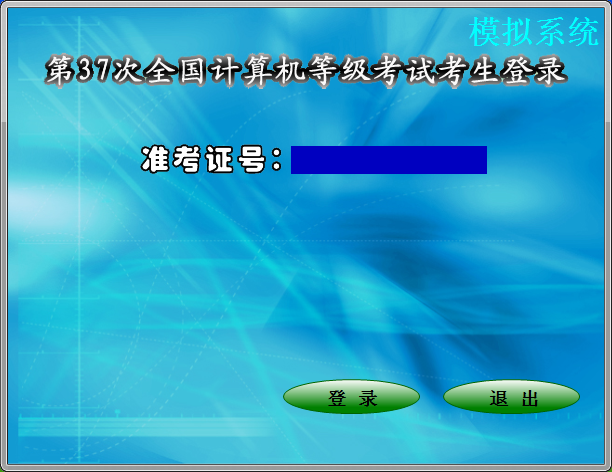 模拟系统
第37次全国计算机等级考试考生登录
准考证号：
登 录
退 出